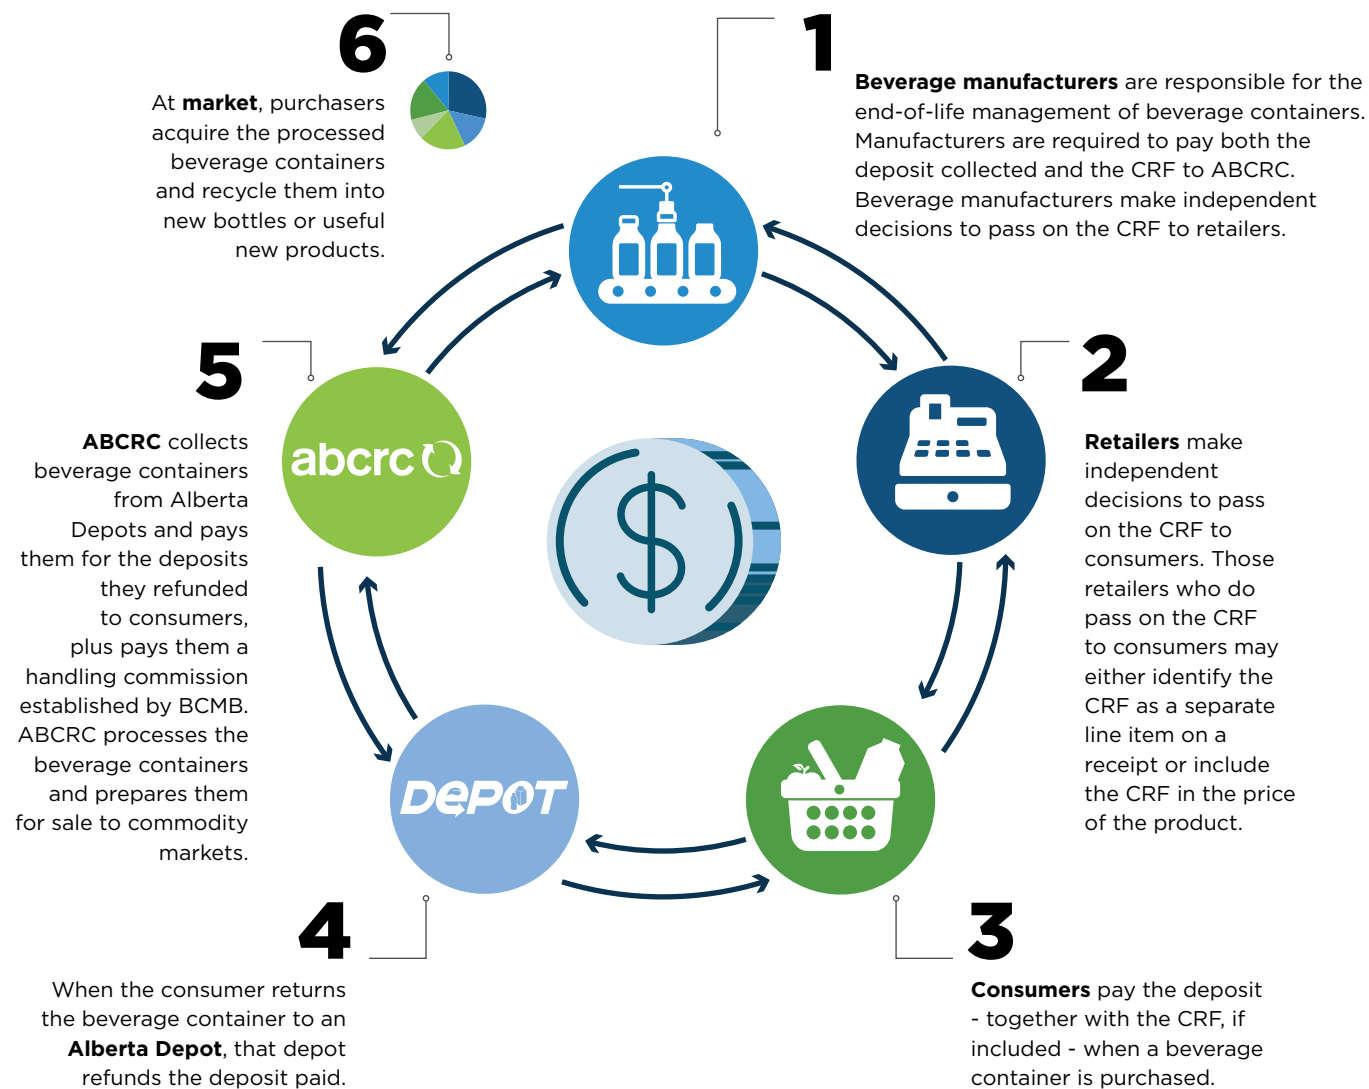 1
Beverage manufacturers are responsible for the
end-of-life management of beverage containers.
Manufacturers are required to pay both the
deposit collected and the CRF to ABCRC.
Beverage manufacturers make independent
decisions to pass on the CRF to retailers.
2
Retailers make
independent
decisions to pass
on the CRF to
consumers. Those
retailers who do
pass on the CRF
to consumers may
either identify the
CRF as a separate
line item on a
receipt or include
the CRF in the price
of the product.
3
Consumers pay the deposit
- together with the CRF, if
included - when a beverage
container is purchased.
4
When the consumer returns
the beverage container to an
Alberta Depot, that depot
refunds the deposit paid.
DePOT
5
ABCRC collects
beverage containers
from Alberta
Depots and pays
them for the deposits
they refunded
to consumers,
plus pays them a
handling commission
established by BCMB.
ABCRC processes the
beverage containers
and prepares them
for sale to commodity
markets.
abcrc
6
At market, purchasers
acquire the processed
beverage containers
and recycle them into
new bottles or useful
new products.
$